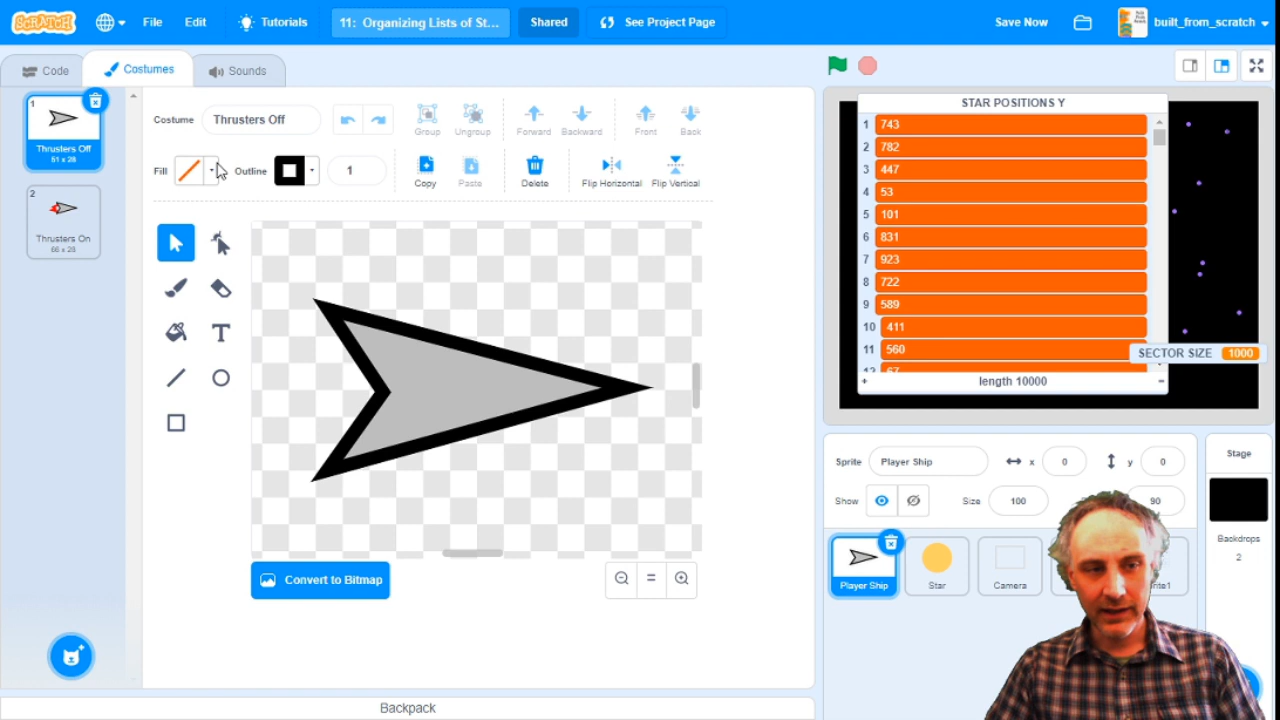 SCRATCH
File
Edit
Tutorials
11: Organizing Lists of St...
Shared
See Project Page
Save Now
built_from_scratch
Code
Costumes
Sounds
1
Thrusters Off
51 x 28
2
Thrusters On
66 x 28
Costume
Thrusters Off
Group
Ungroup
Forward
Backward
Front
Back
Fill
Outline
1
Copy
Paste
Delete
Flip Horizontal
Flip Vertical
T
Convert to Bitmap
Backpack
STAR POSITIONS Y
1 743
2 782
3 447
4 53
5 101
6 831
7 923
8 722
9 589
10 411
11 560
12 67
+ length 10000 =
SECTOR SIZE 1000
Sprite
Player Ship
x
0
y
0
Show
Size
100
90
Player Ship
Star
Camera
Stage
Backdrops
2